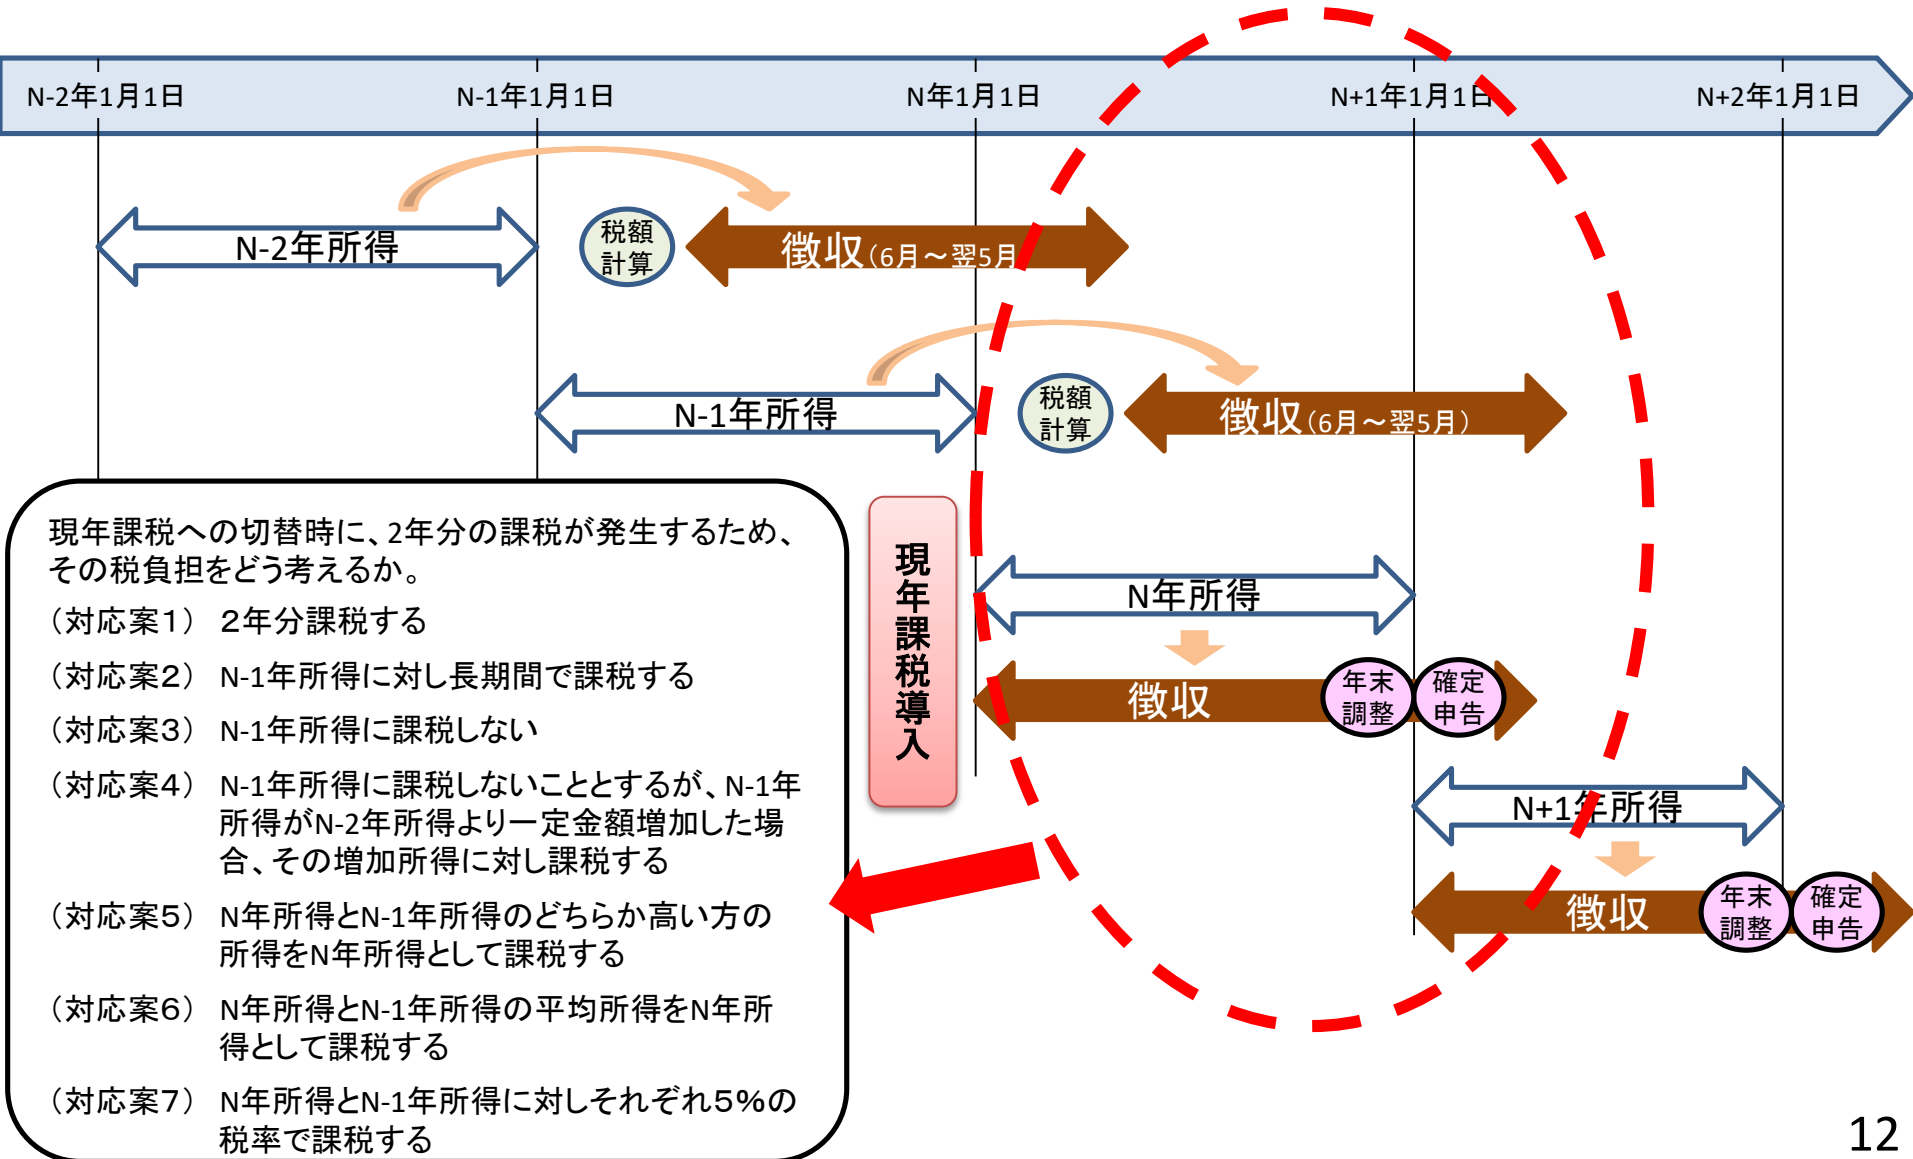 N-2年1月1日
N-1年1月1日
N年1月1日
N+1年1月1日
N+2年1月1日
N-2年所得
税額
計算
徴収（6月～翌5月
N-1年所得
税額
計算
徴収（6月～翌5月）
現年課税導入
N年所得
徴収
年末
調整
確定
申告
N+1年所得
徴収
年末
調整
確定
申告
現年課税への切替時に、2年分の課税が発生するため、
その税負担をどう考えるか。
（対応案１） ２年分課税する
（対応案２） N-1年所得に対し長期間で課税する
（対応案３） N-1年所得に課税しない
（対応案４） N-1年所得に課税しないこととするが、N-1年
所得がN-2年所得より一定金額増加した場
合、その増加所得に対し課税する
（対応案５） N年所得とN-1年所得のどちらか高い方の
所得をN年所得として課税する
（対応案６） N年所得とN-1年所得の平均所得をN年所
得として課税する
（対応案７） N年所得とN-1年所得に対しそれぞれ５％の
税率で課税する
12